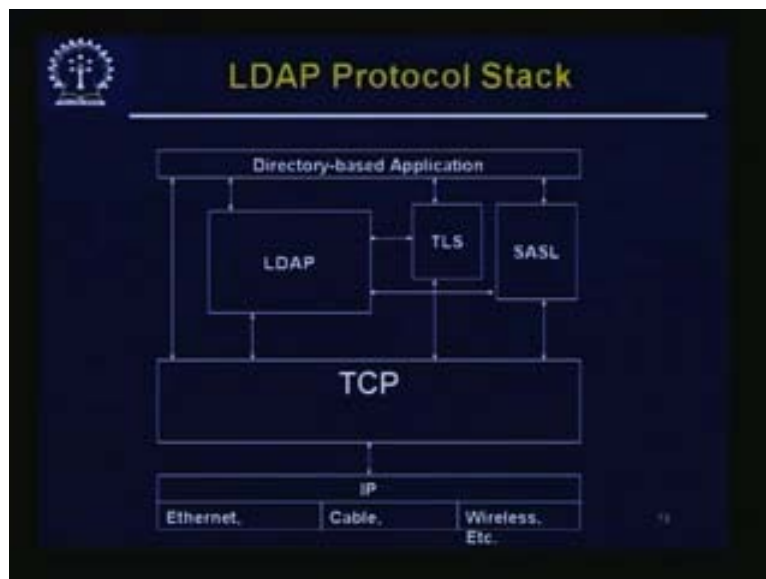 LDAP Protocol Stack
Directory-based Application
LDAP
TLS
SASL
TCP
IP
Ethernet,
Cable,
Wireless,
Etc.